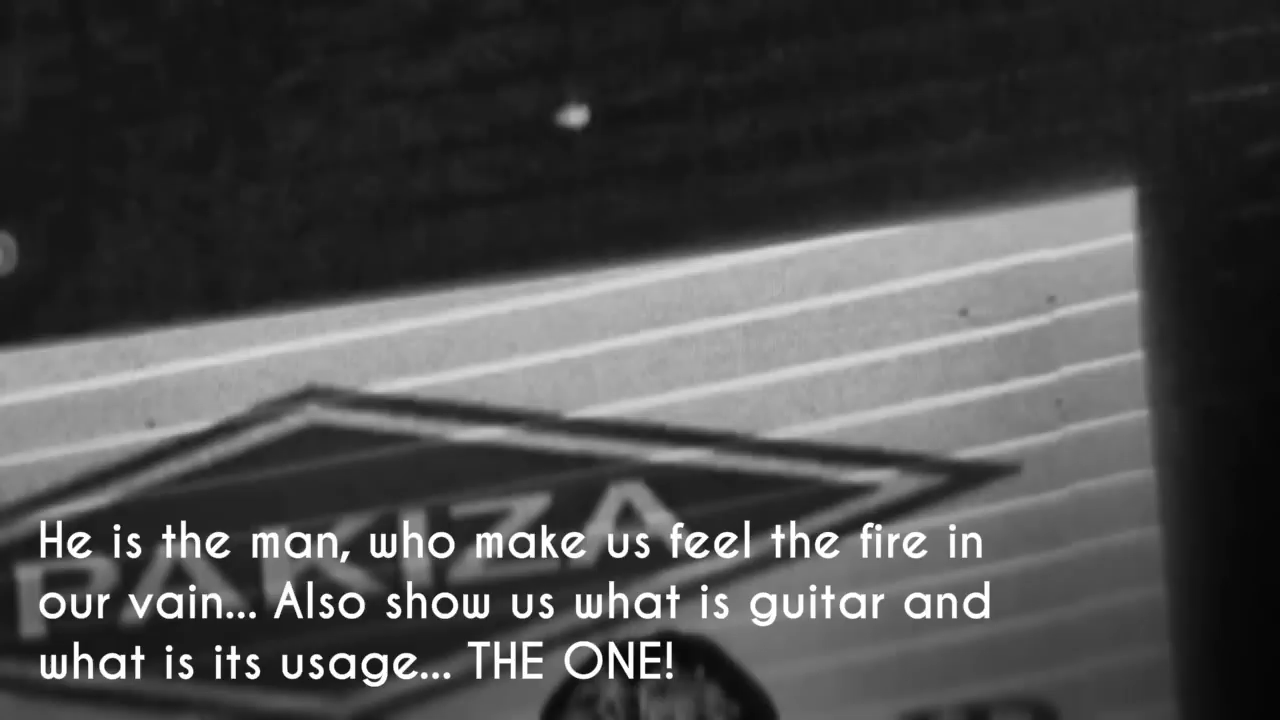 PAKIZA
He is the man, who make us feel the fire in
our vain... Also show us what is guitar and
what is its usage... THE ONE!